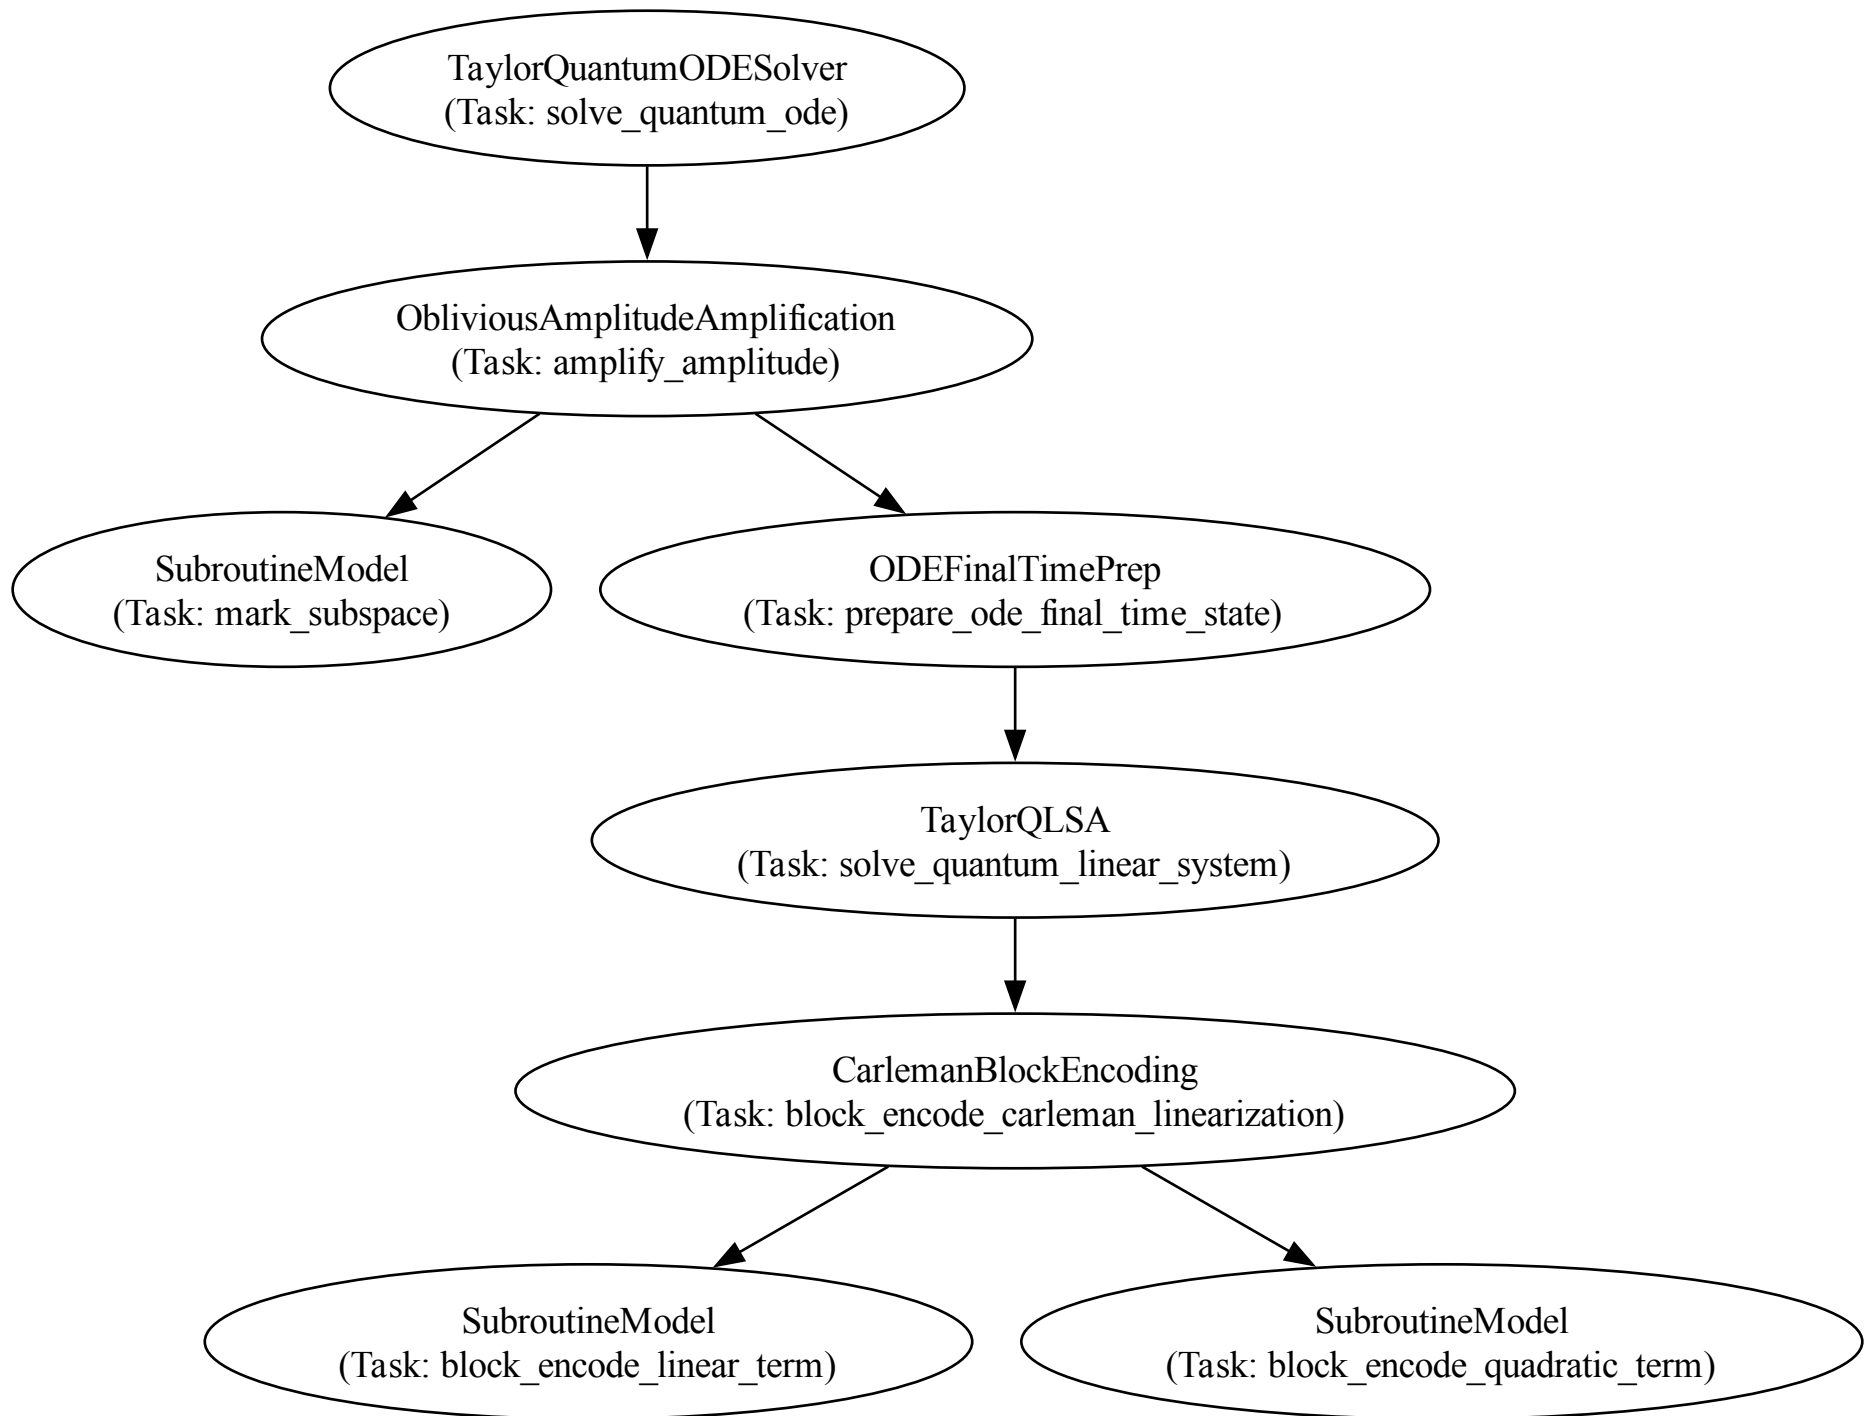 TaylorQuantumODESolver
(Task: solve_quantum_ode)
ObliviousAmplitudeAmplification
(Task: amplify_amplitude)
SubroutineModel
(Task: mark_subspace)
ODEFinalTimePrep
(Task: prepare_ode_final_time_state)
TaylorQLSA
(Task: solve_quantum_linear_system)
CarlemanBlockEncoding
(Task: block_encode_carleman_linearization)
SubroutineModel
(Task: block_encode_linear_term)
SubroutineModel
(Task: block_encode_quadratic_term)